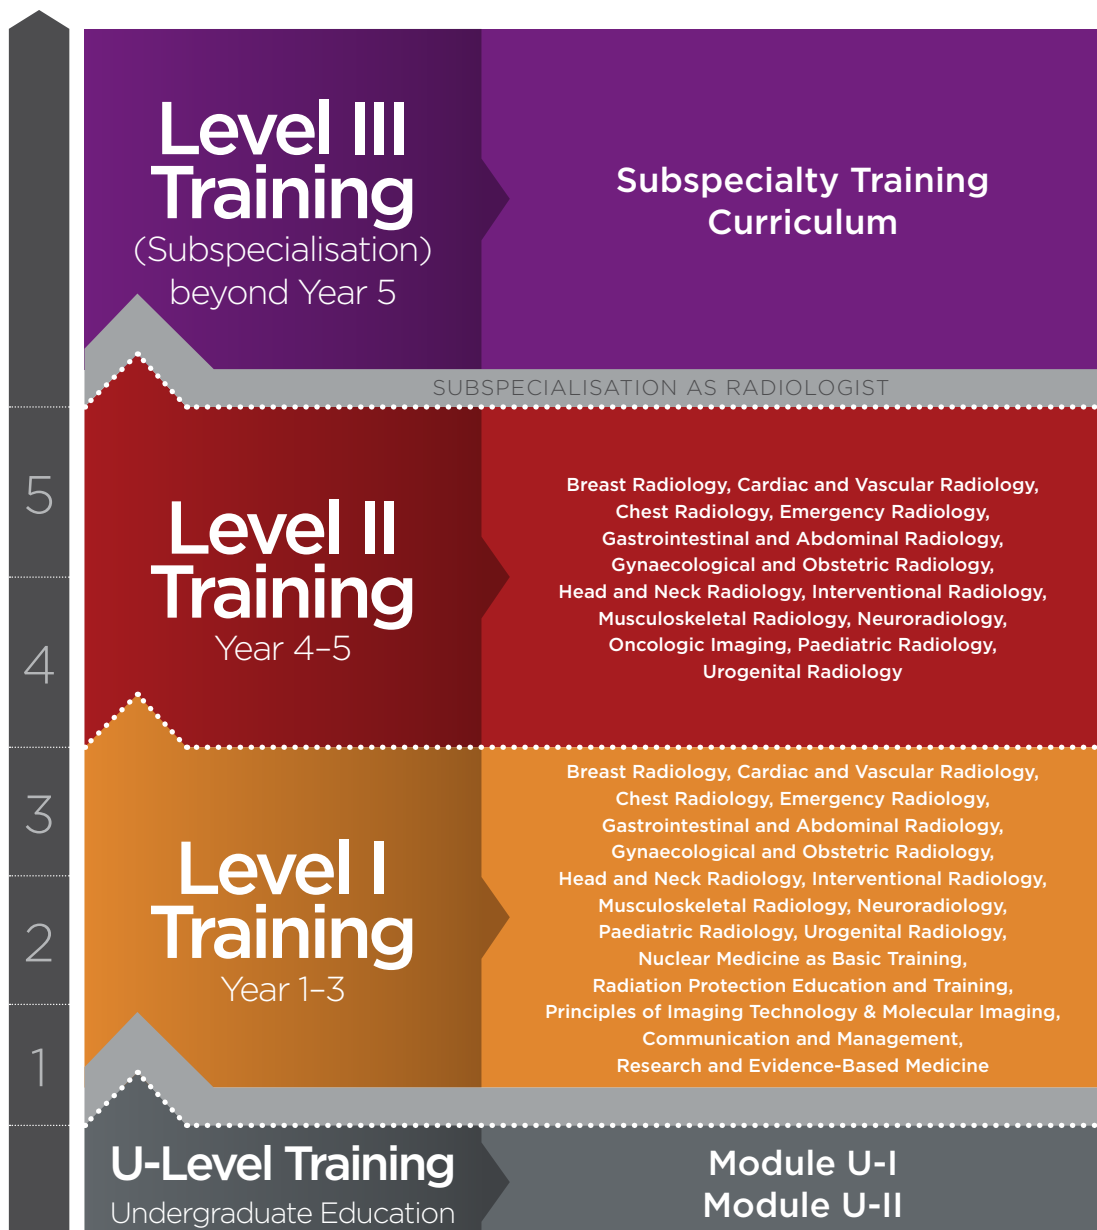 Level III
Training
(Subspecialisation)
beyond Year 5
Subspecialty Training
Curriculum
SUBSPECIALISATION AS RADIOLOGIST
5
4
Level II
Training
Year 4–5
Breast Radiology, Cardiac and Vascular Radiology,
Chest Radiology, Emergency Radiology,
Gastrointestinal and Abdominal Radiology,
Gynaecological and Obstetric Radiology,
Head and Neck Radiology, Interventional Radiology,
Musculoskeletal Radiology, Neuroradiology,
Oncologic Imaging, Paediatric Radiology,
Urogenital Radiology
3
2
1
Level I
Training
Year 1–3
Breast Radiology, Cardiac and Vascular Radiology,
Chest Radiology, Emergency Radiology,
Gastrointestinal and Abdominal Radiology,
Gynaecological and Obstetric Radiology,
Head and Neck Radiology, Interventional Radiology,
Musculoskeletal Radiology, Neuroradiology,
Paediatric Radiology, Urogenital Radiology,
Nuclear Medicine as Basic Training,
Radiation Protection Education and Training,
Principles of Imaging Technology & Molecular Imaging,
Communication and Management,
Research and Evidence-Based Medicine
U-Level Training
Undergraduate Education
Module U-I
Module U-II